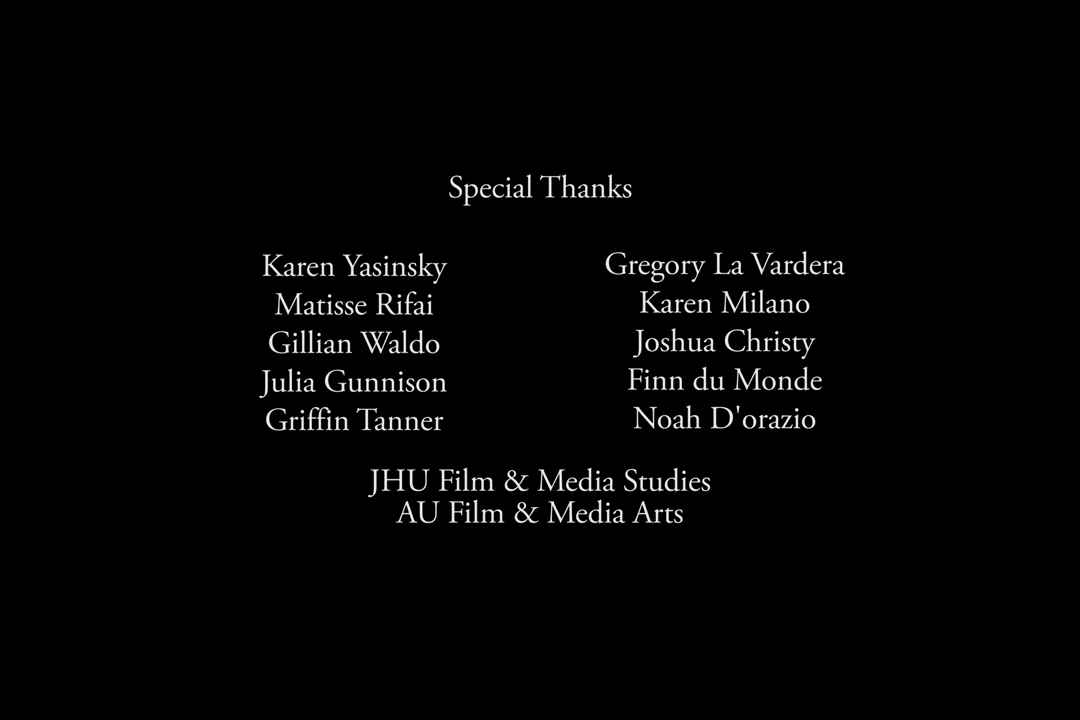 Special Thanks
Karen Yasinsky
Matisse Rifai
Gillian Waldo
Julia Gunnison
Griffin Tanner
Gregory La Vardera
Karen Milano
Joshua Christy
Finn du Monde
Noah D'orazio
JHU Film & Media Studies
AU Film & Media Arts